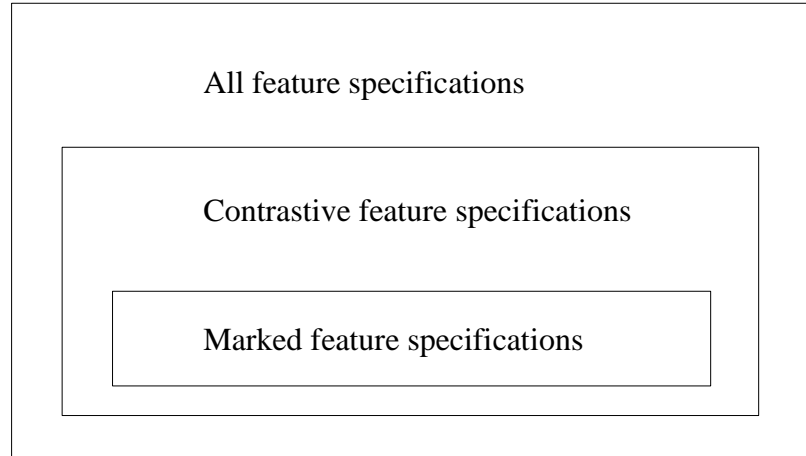 All feature specifications
Contrastive feature specifications
Marked feature specifications